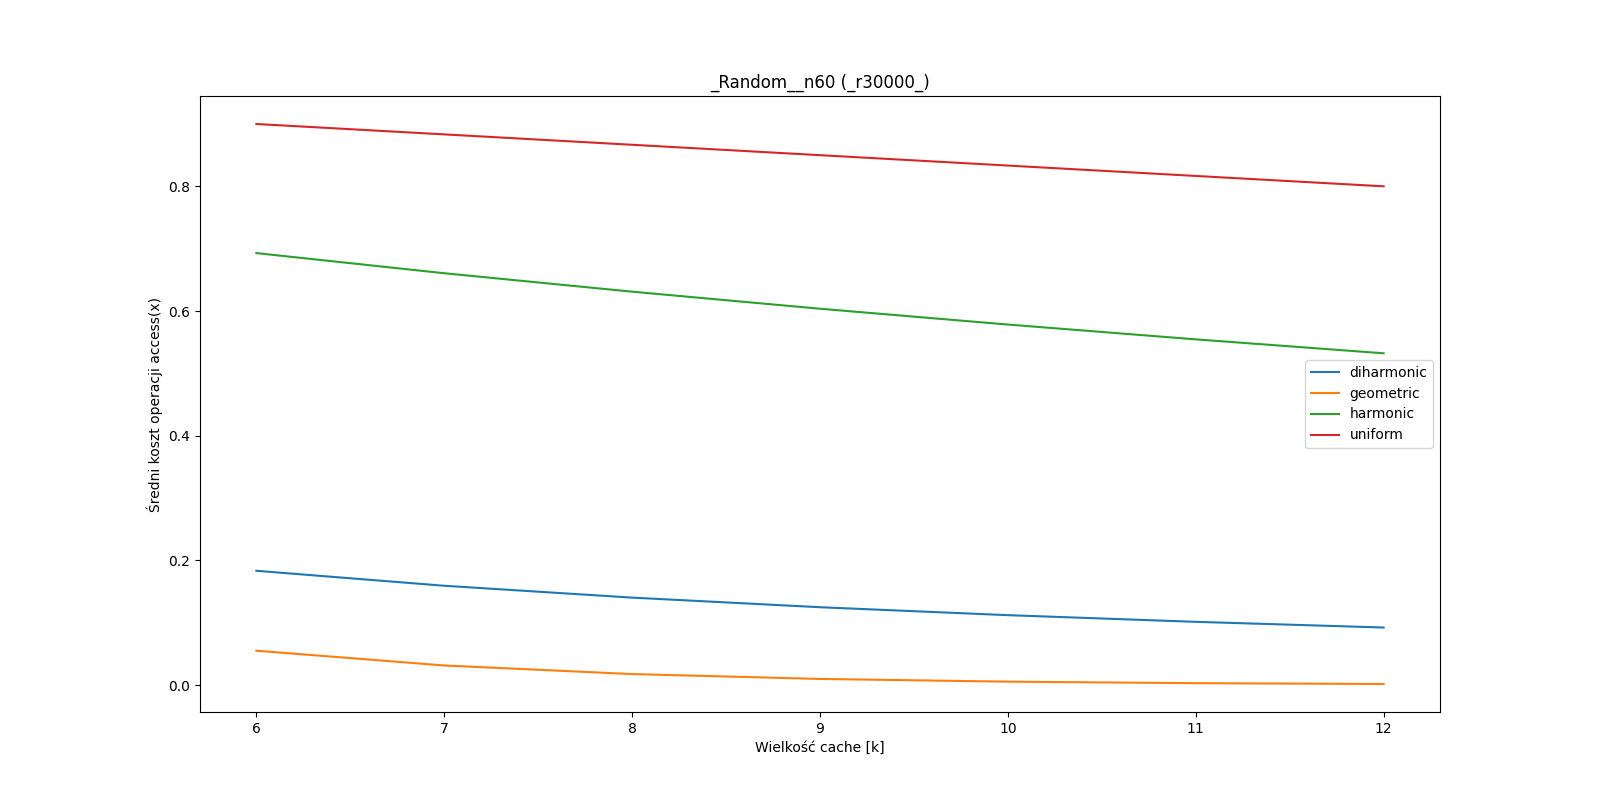 _Random__n60 (_r30000_)
Średni koszt operacji access(x)
0.8
0.6
0.4
0.2
0.0
diharmonic
geometric
harmonic
uniform
6 7 8 9 10 11 12
Wielkość cache [k]